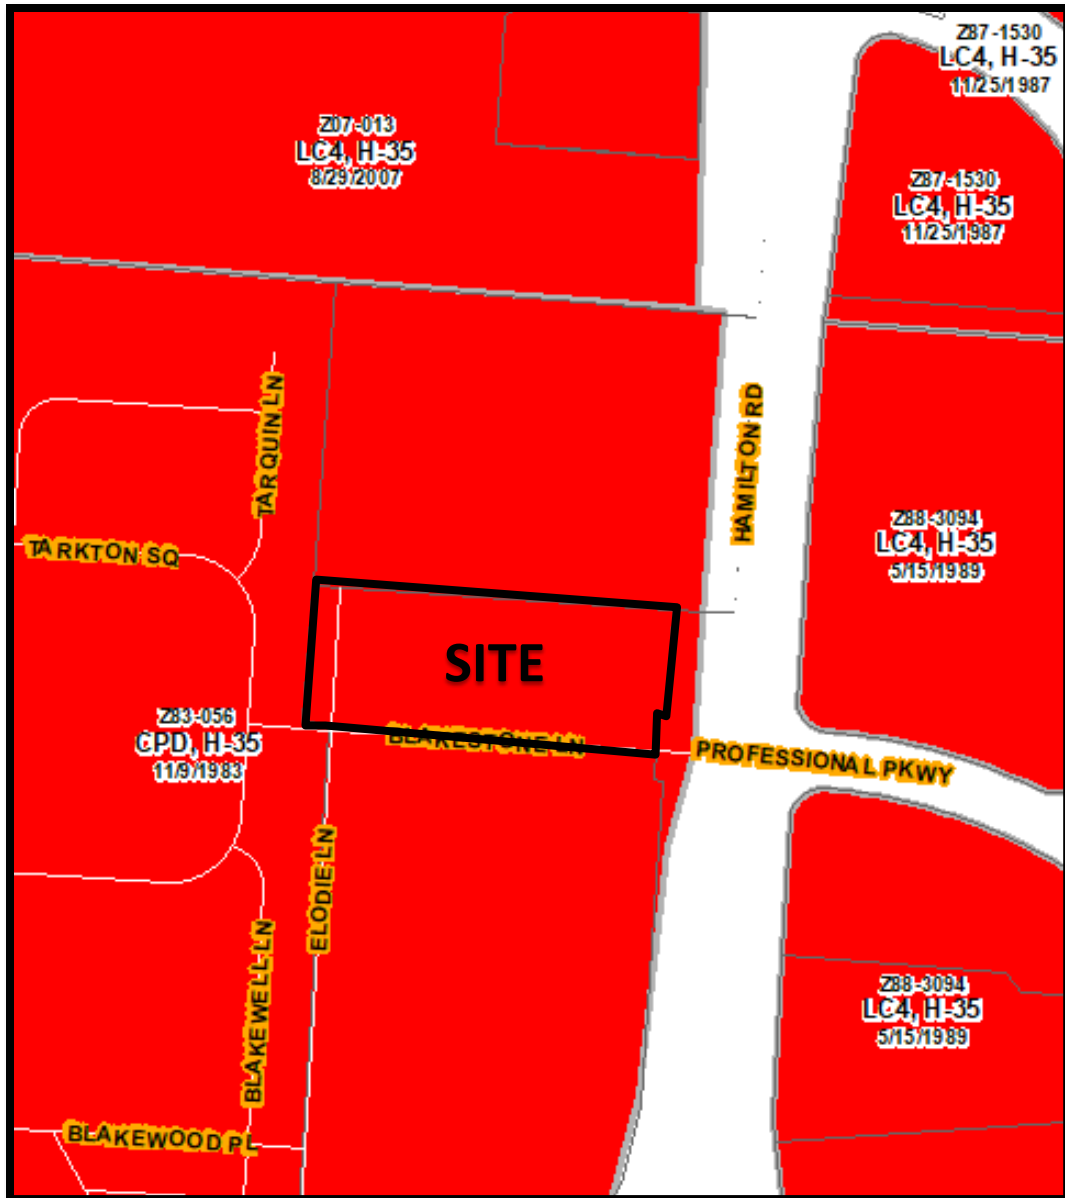 Z87-1530
LC4, H-35
11/25/1987
Z07-013
LC4, H-35
8/29/2007
Z87-1530
LC4, H-35
11/25/1987
TARQUIN LN
HAMILTON RD
TARKTON SQ
Z88-3094
LC4, H-35
5/15/1989
SITE
Z83-056
CPD, H-35
11/9/1983
BLAKESTONE LN
PROFESSIONAL PKWY
ELODIE LN
BLAKEWELL LN
Z88-3094
LC4, H-35
5/15/1989
BLAKEWOOD PL